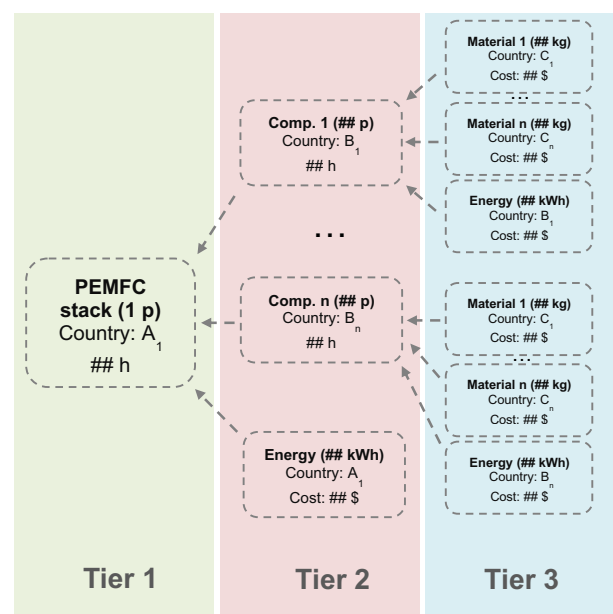 PEMFC
stack (1 p)
Country: A1
## h
Tier 1
Comp. 1 (## p)
Country: B1
## h
...
Comp. n (## p)
Country: Bn
## h
Energy (## kWh)
Country: A1
Cost: ## $
Tier 2
Material 1 (## kg)
Country: C1
Cost: ## $
...
Material n (## kg)
Country: Cn
Cost: ## $
Energy (## kWh)
Country: B1
Cost: ## $
Material 1 (## kg)
Country: C1
Cost: ## $
...
Material n (## kg)
Country: Cn
Cost: ## $
Energy (## kWh)
Country: Bn
Cost: ## $
Tier 3